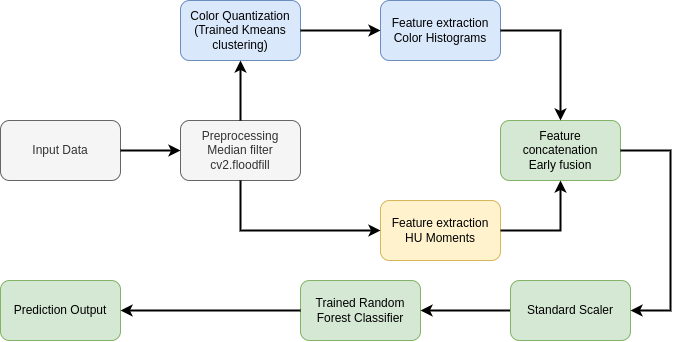 Color Quantization
(Trained Kmeans
clustering)
Feature extraction
Color Histograms
Input Data
Preprocessing
Median filter
cv2.floodfill
Feature
concatenation
Early fusion
Feature extraction
HU Moments
Prediction Output
Trained Random
Forest Classifier
Standard Scaler